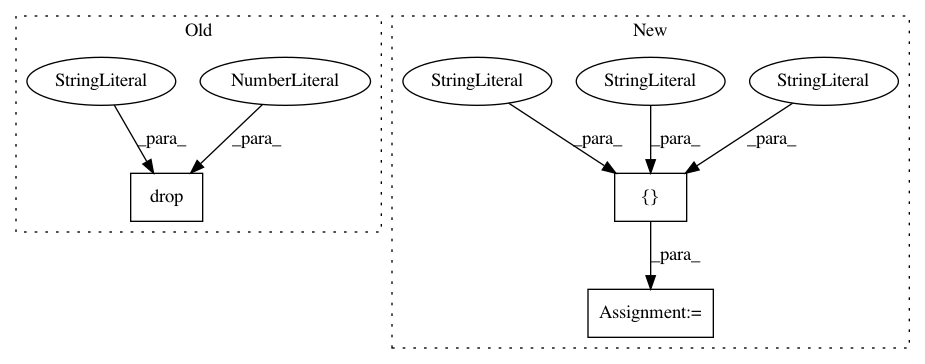 Old
New
StringLiteral
NumberLiteral
StringLiteral
StringLiteral
StringLiteral
_para_
_para_
_para_
_para_
_para_
drop
{}
_para_
Assignment:=